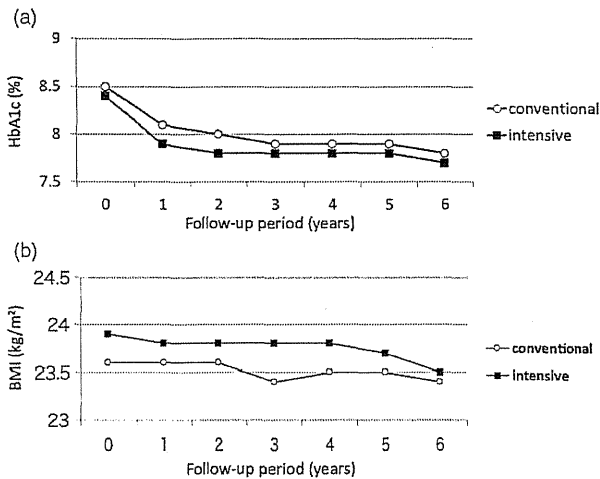 (a)
9
8.5
8
7.5
HbA1c (%)
0 1 2 3 4 5 6
Follow-up period (years)
conventional
intensive
(b)
24.5
24
23.5
23
BMI (kg/m²)
0 1 2 3 4 5 6
Follow-up period (years)
conventional
intensive